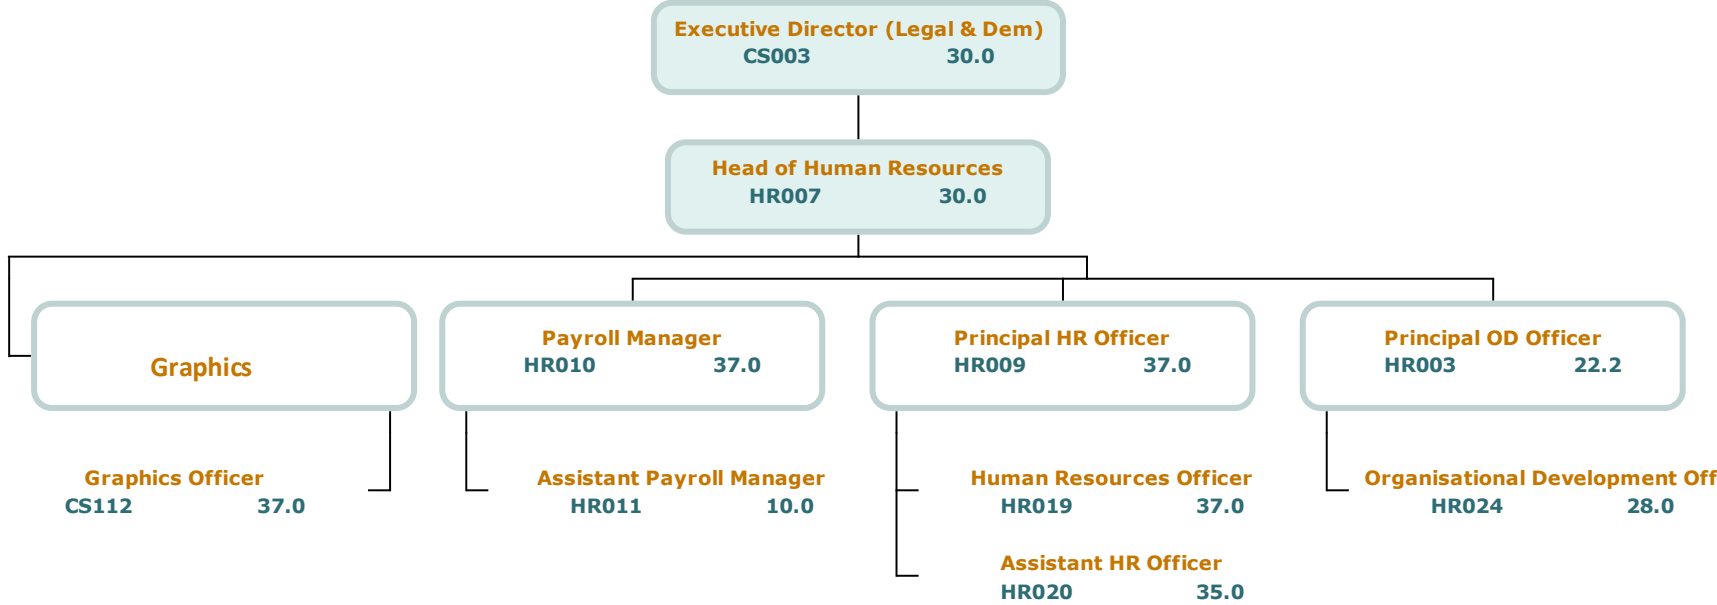 Executive Director (Legal & Dem)
CS003 30.0
Head of Human Resources
HR007 30.0
Graphics
Payroll Manager
HR010 37.0
Principal HR Officer
HR009 37.0
Principal OD Officer
HR003 22.2
Graphics Officer
CS112 37.0
Assistant Payroll Manager
HR011 10.0
Human Resources Officer
HR019 37.0
Assistant HR Officer
HR020 35.0
Organisational Development Off
HR024 28.0